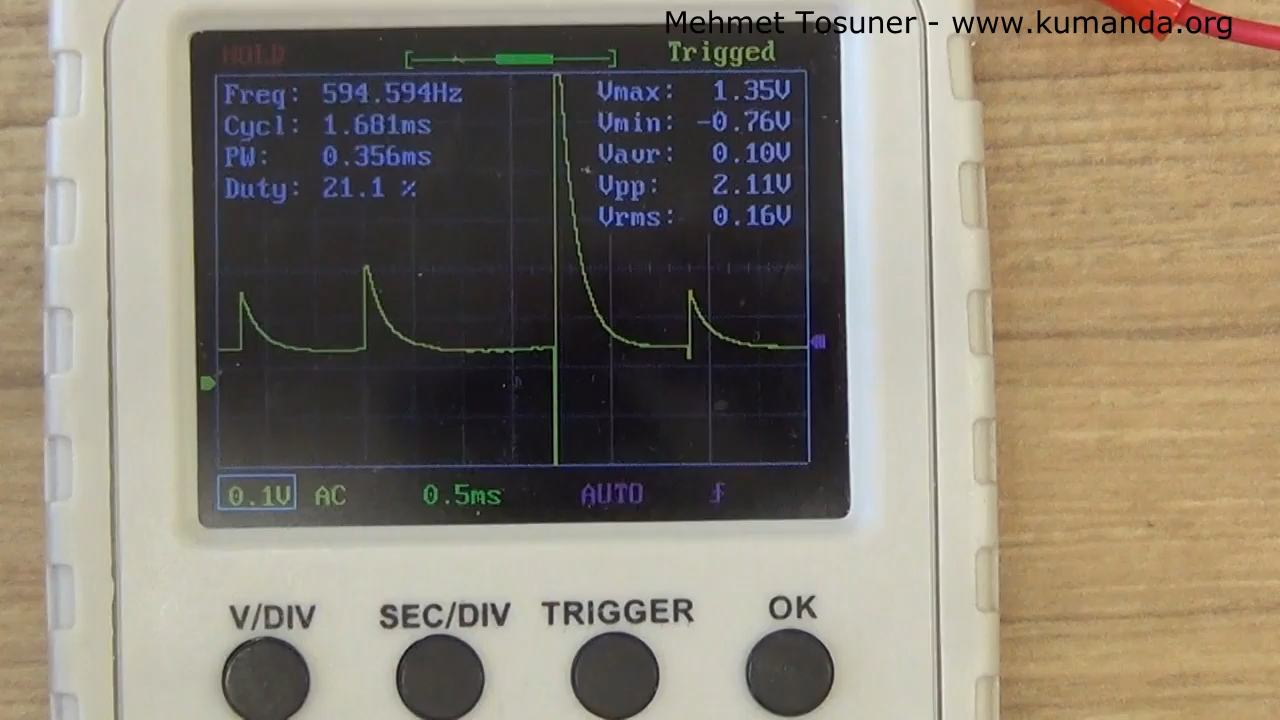 Mehmet Tosuner - www.kumanda.org
HOLD
Trigged
Freq: 594.594Hz
Cycl: 1.681ms
PW: 0.356ms
Duty: 21.1 %
Vmax: 1.35V
Vmin: -0.76V
Vavr: 0.10V
Vpp: 2.11V
Vrms: 0.16V
0.1V AC 0.5ms AUTO
V/DIV SEC/DIV TRIGGER OK